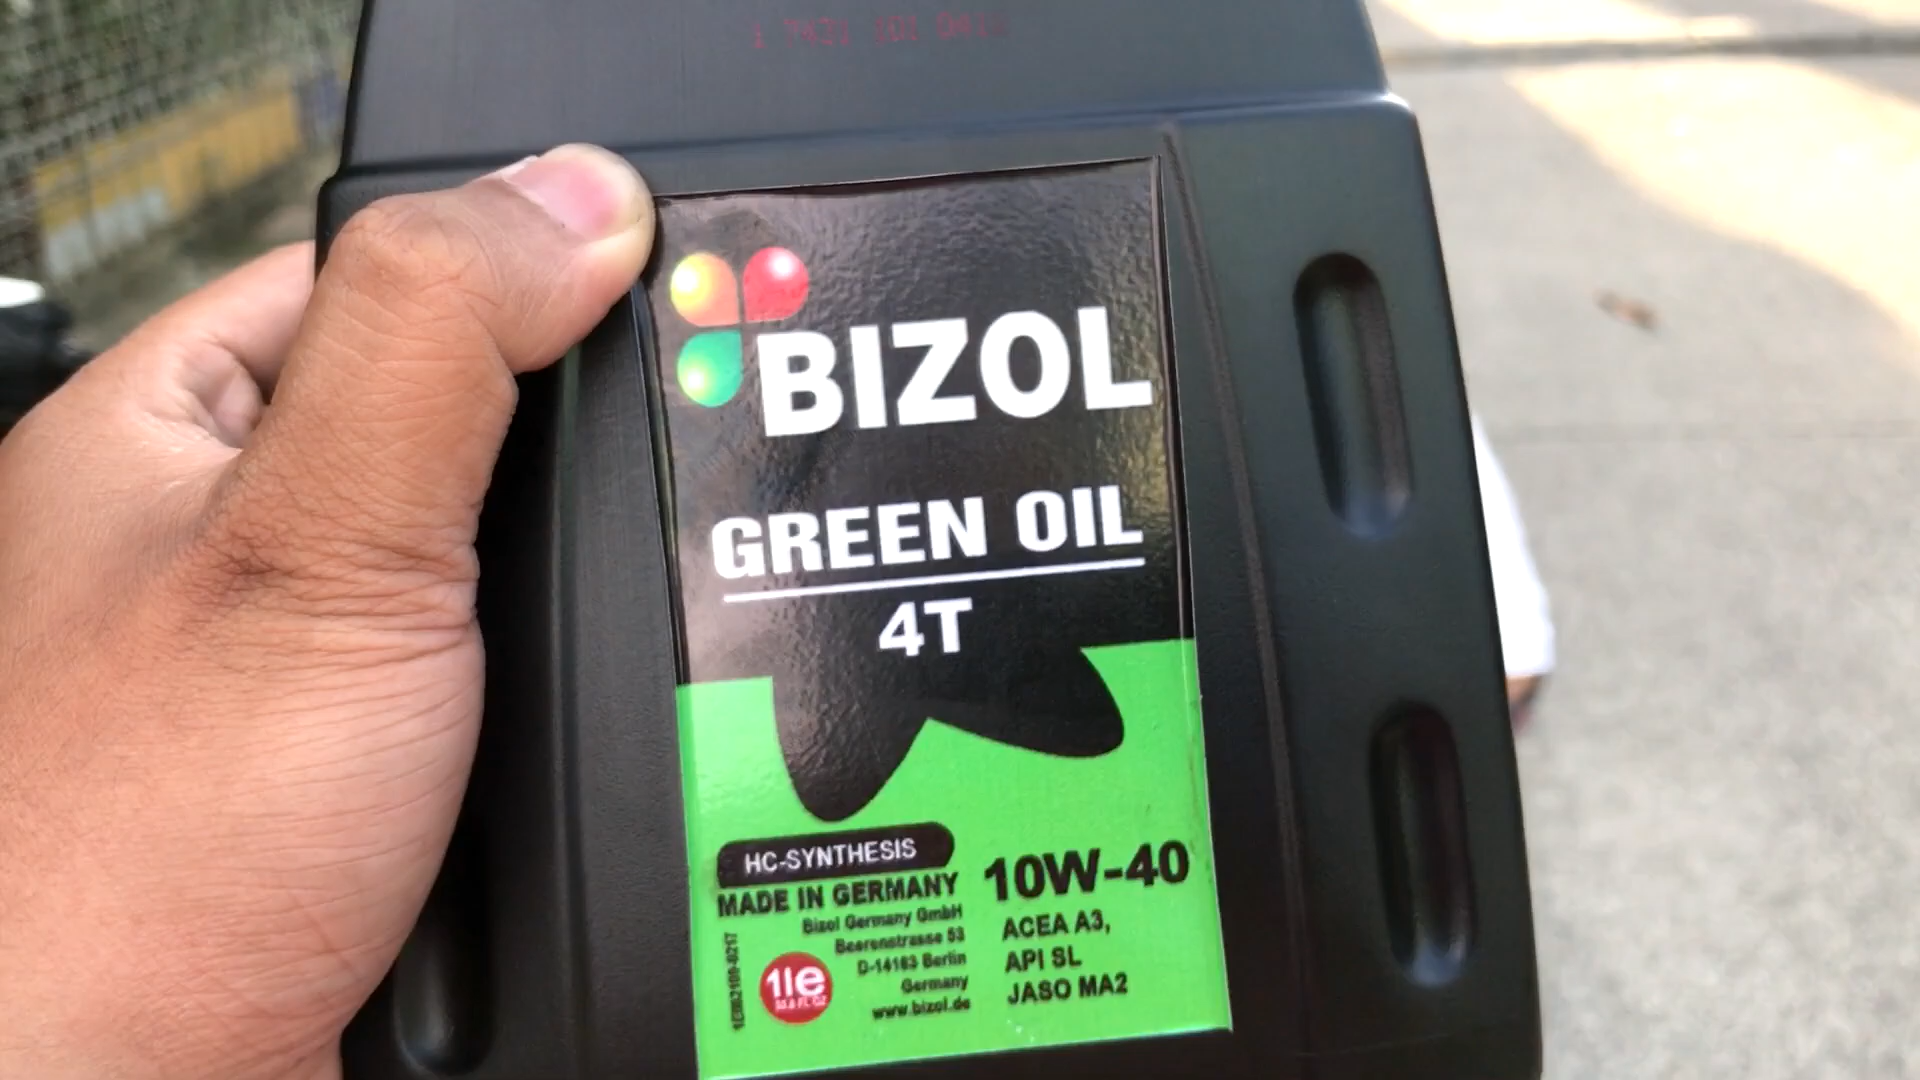 BIZOL
GREEN OIL
4T
HC-SYNTHESIS
MADE IN GERMANY
Bizol Germany GmbH
Beerenstrasse 53
D-14163 Berlin
Germany
www.bizol.de
1le
10W-40
ACEA A3,
API SL
JASO MA2